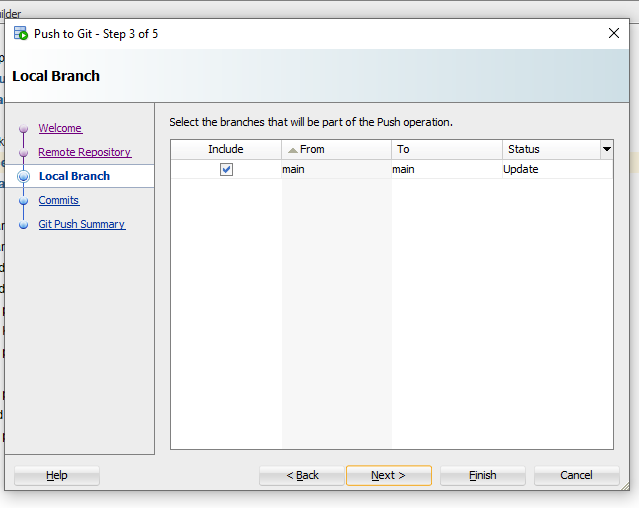 ilder
Push to Git - Step 3 of 5
Local Branch
Welcome
Remote Repository
Local Branch
Commits
Git Push Summary
Select the branches that will be part of the Push operation.
Include From To Status
main main Update
Help < Back Next > Finish Cancel